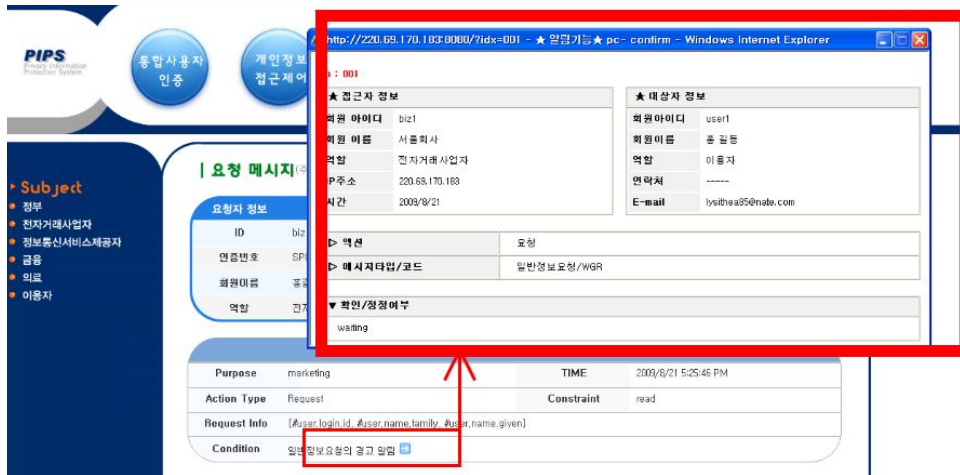 PIPS
Privacy Information
Protection System
통합사용자
인증
개인정보
접근제어
http://220.69.170.183:8080/?idx=001 - ★ 알림기능★ pc- confirm - Windows Internet Explorer
: 001
★ 접근자 정보
회원 아이디 biz1
회원 이름 서울회사
역할 전자거래사업자
IP주소 220.69.170.183
시간 2009/8/21
★ 대상자 정보
회원아이디 user1
회원이름 홍길동
역할 이용자
연락처 -----
E-mail lysithea85@nate.com
▷ 액션 요청
▷ 메시지타입/코드 일반정보요청/WGR
▼ 확인/정정여부
waiting
Subject
정부
전자거래사업자
정보통신서비스제공자
금융
의료
이용자
요청 메시지
요청자 정보
ID biz
면증번호
회원이름
역할
Purpose marketing TIME 2009/8/21 5:25:46 PM
Action Type Request Constraint read
Request Info [#user.login.id, #user.name.family, #user.name.given]
Condition 일반정보요청의 경고 알림